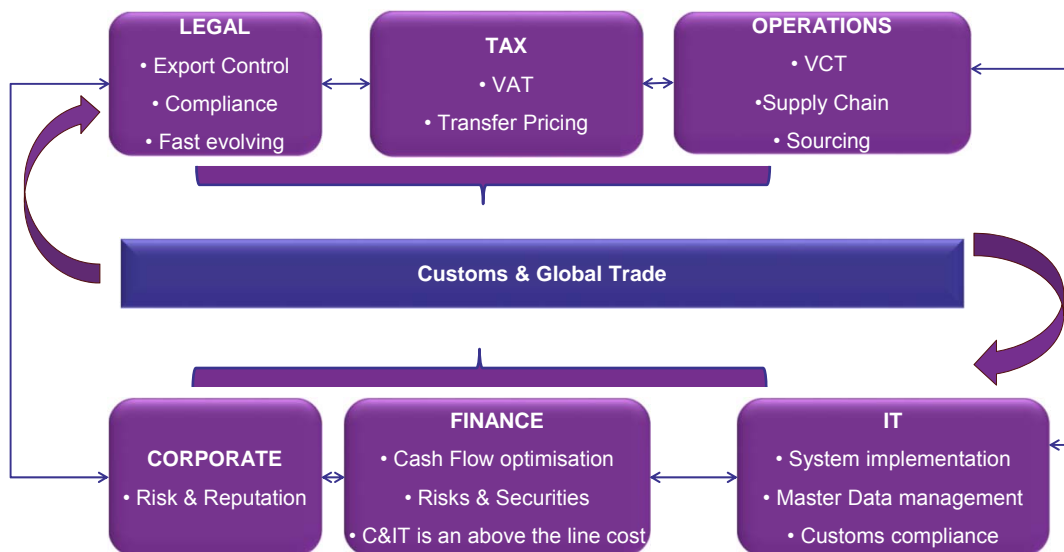 LEGAL
• Export Control
• Compliance
• Fast evolving
TAX
• VAT
• Transfer Pricing
OPERATIONS
• VCT
•Supply Chain
• Sourcing
Customs & Global Trade
CORPORATE
• Risk & Reputation
FINANCE
• Cash Flow optimisation
• Risks & Securities
• C&IT is an above the line cost
IT
• System implementation
• Master Data management
• Customs compliance